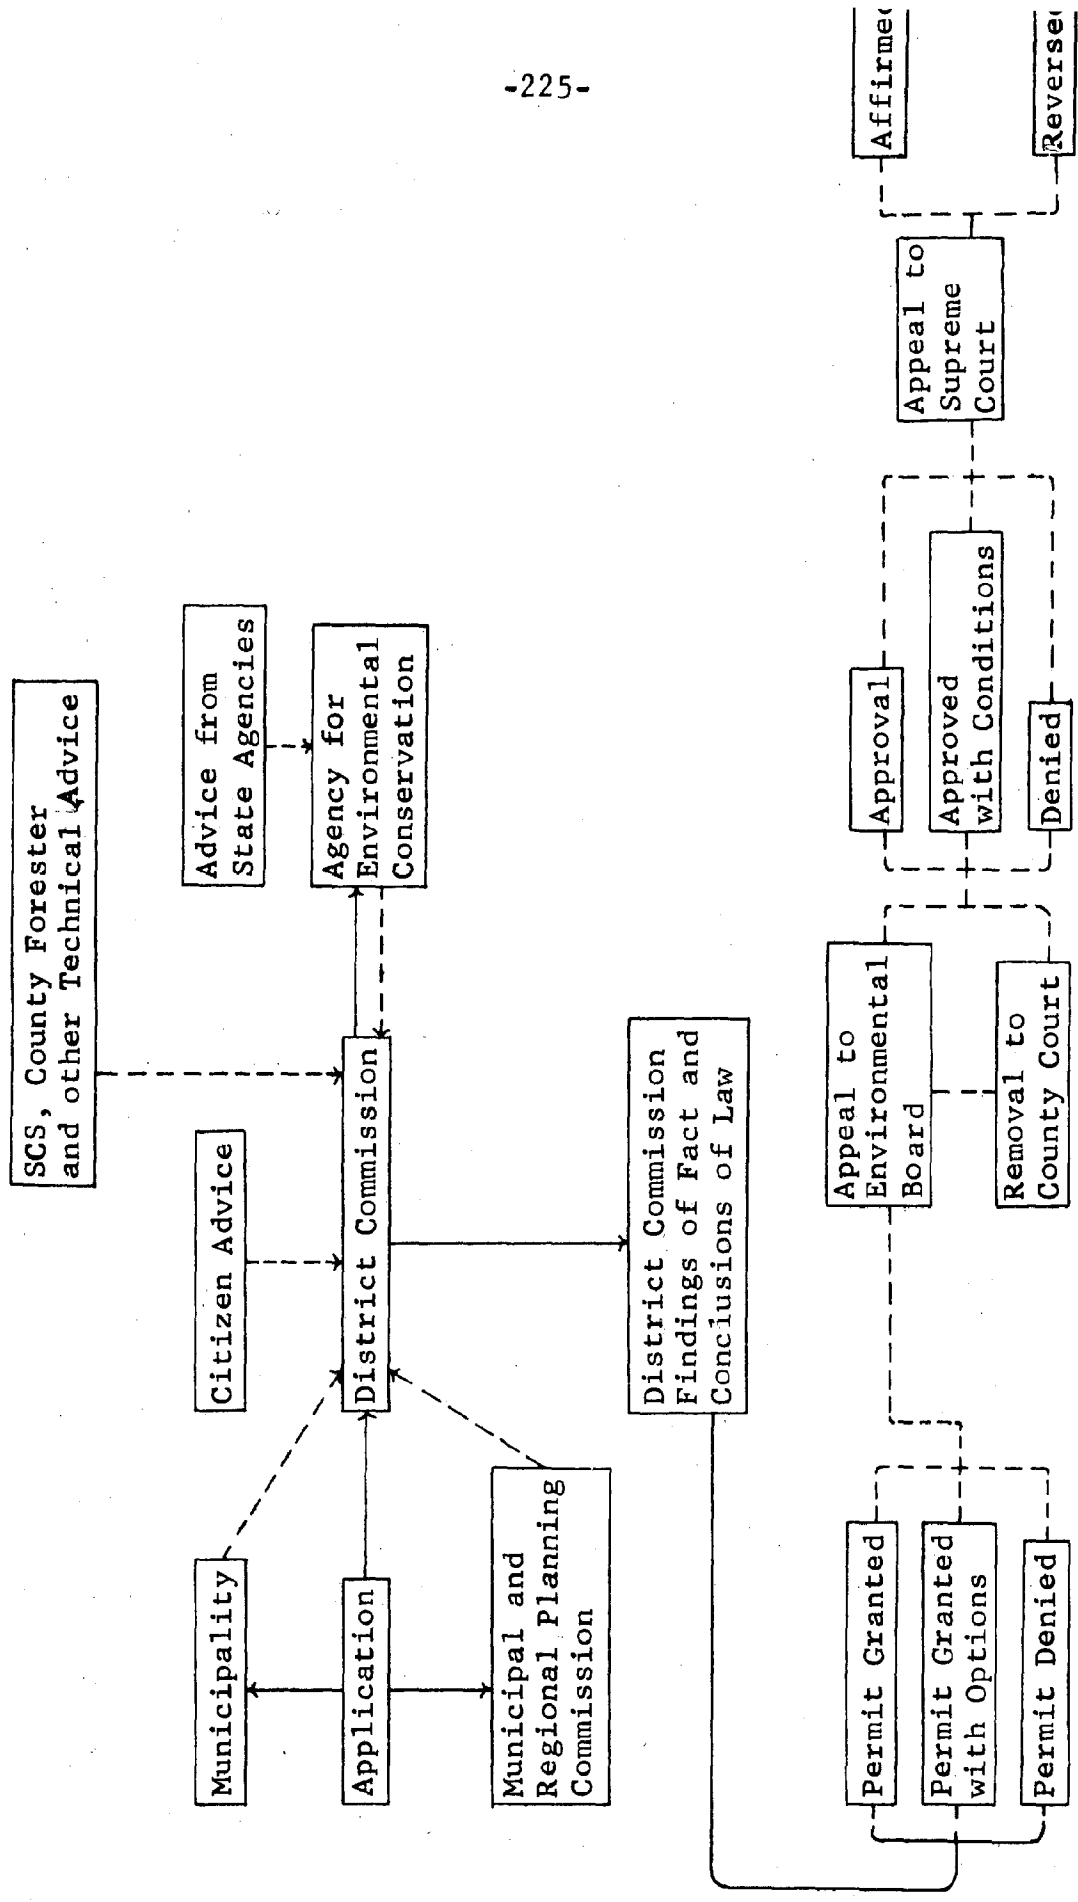 -225-
SCS, County Forester
and other Technical Advice
Citizen Advice
Advice from
State Agencies
Municipality
Application
District Commission
Agency for
Environmental
Conservation
Municipal and
Regional Planning
Commission
District Commission
Findings of Fact and
Conclusions of Law
Permit Granted
Permit Granted
with Options
Permit Denied
Appeal to
Environmental
Board
Removal to
County Court
Approval
Approved
with Conditions
Denied
Appeal to
Supreme
Court
Affirmed
Reverse